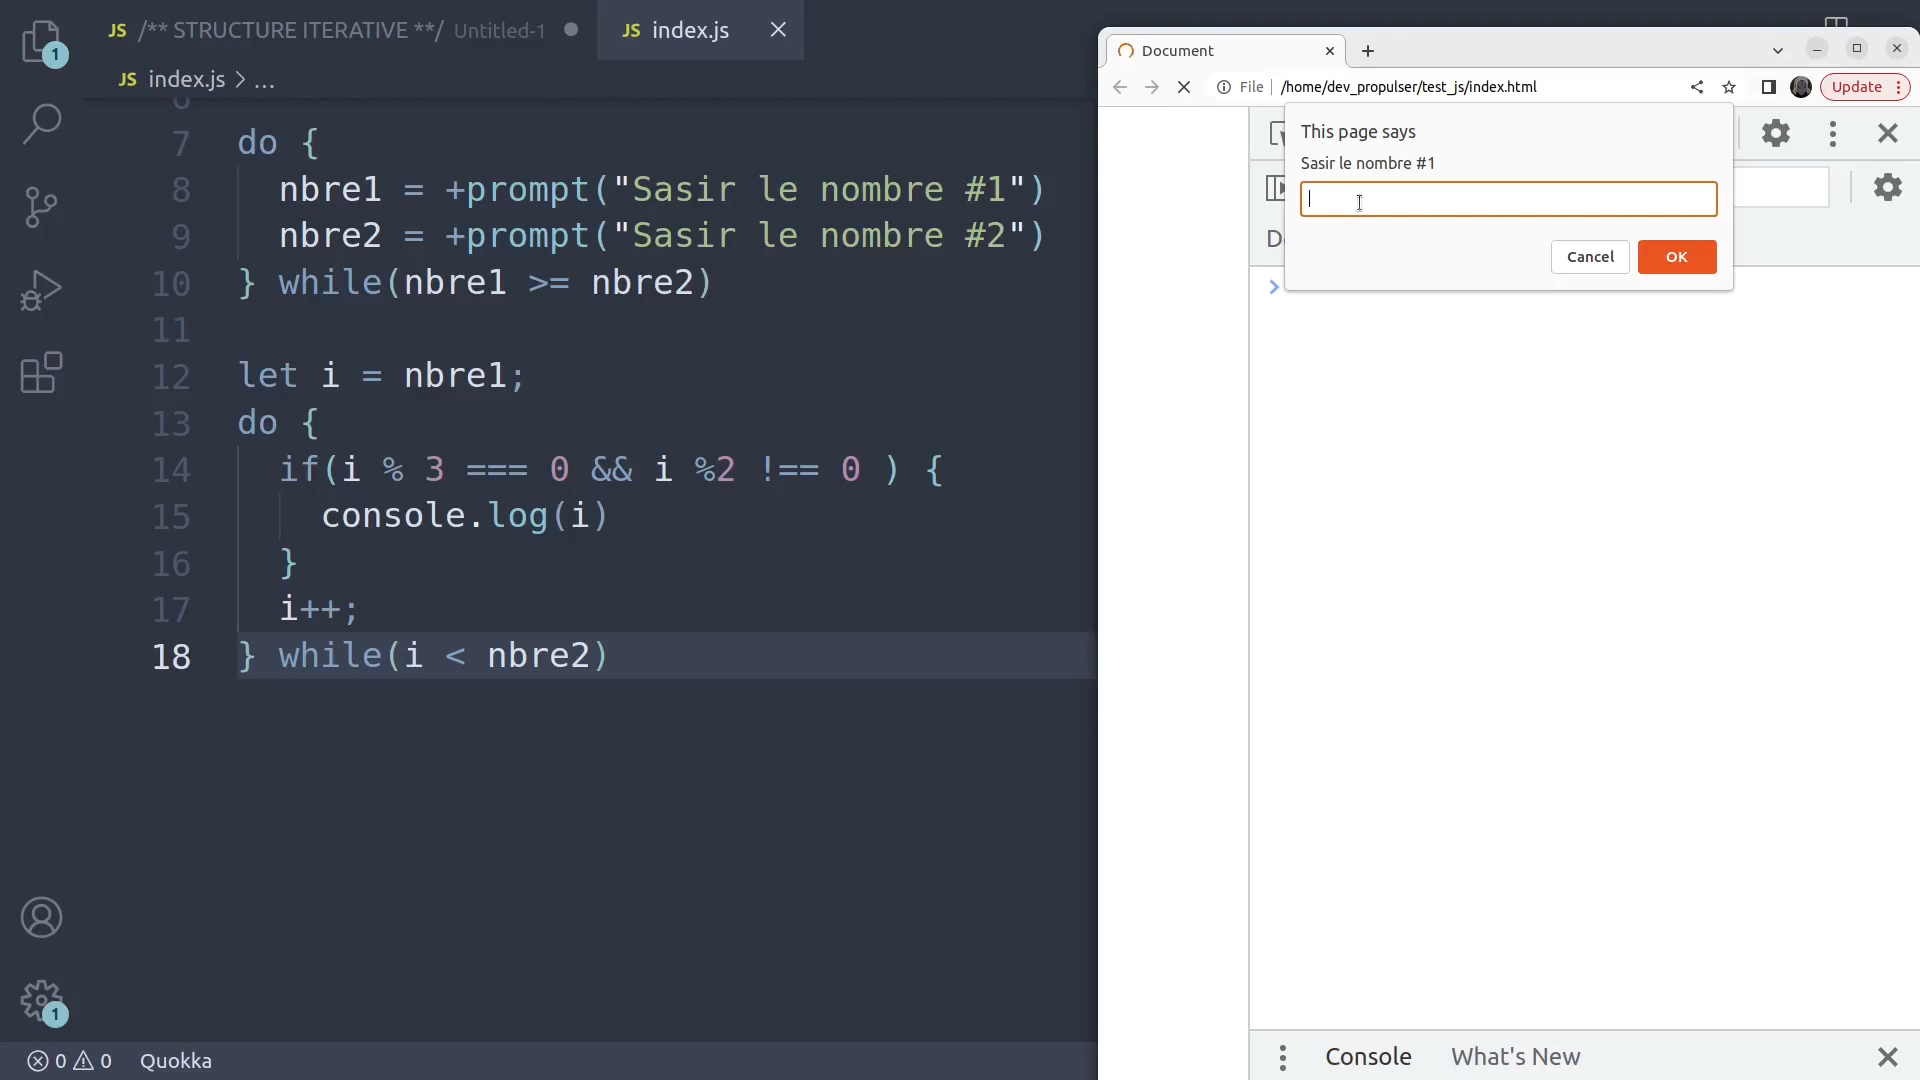 JS /** STRUCTURE ITERATIVE **/ Untitled-1
JS index.js
JS index.js > ...
7 do {
8 nbre1 = +prompt("Sasir le nombre #1")
9 nbre2 = +prompt("Sasir le nombre #2")
10 } while(nbre1 >= nbre2)
11
12 let i = nbre1;
13 do {
14 if(i % 3 === 0 && i %2 !== 0 ) {
15 console.log(i)
16 }
17 i++;
18 } while(i < nbre2)
1
1
0 0 Quokka
Document
File /home/dev_propulser/test_js/index.html
Update
This page says
Sasir le nombre #1
Cancel OK
Console What's New